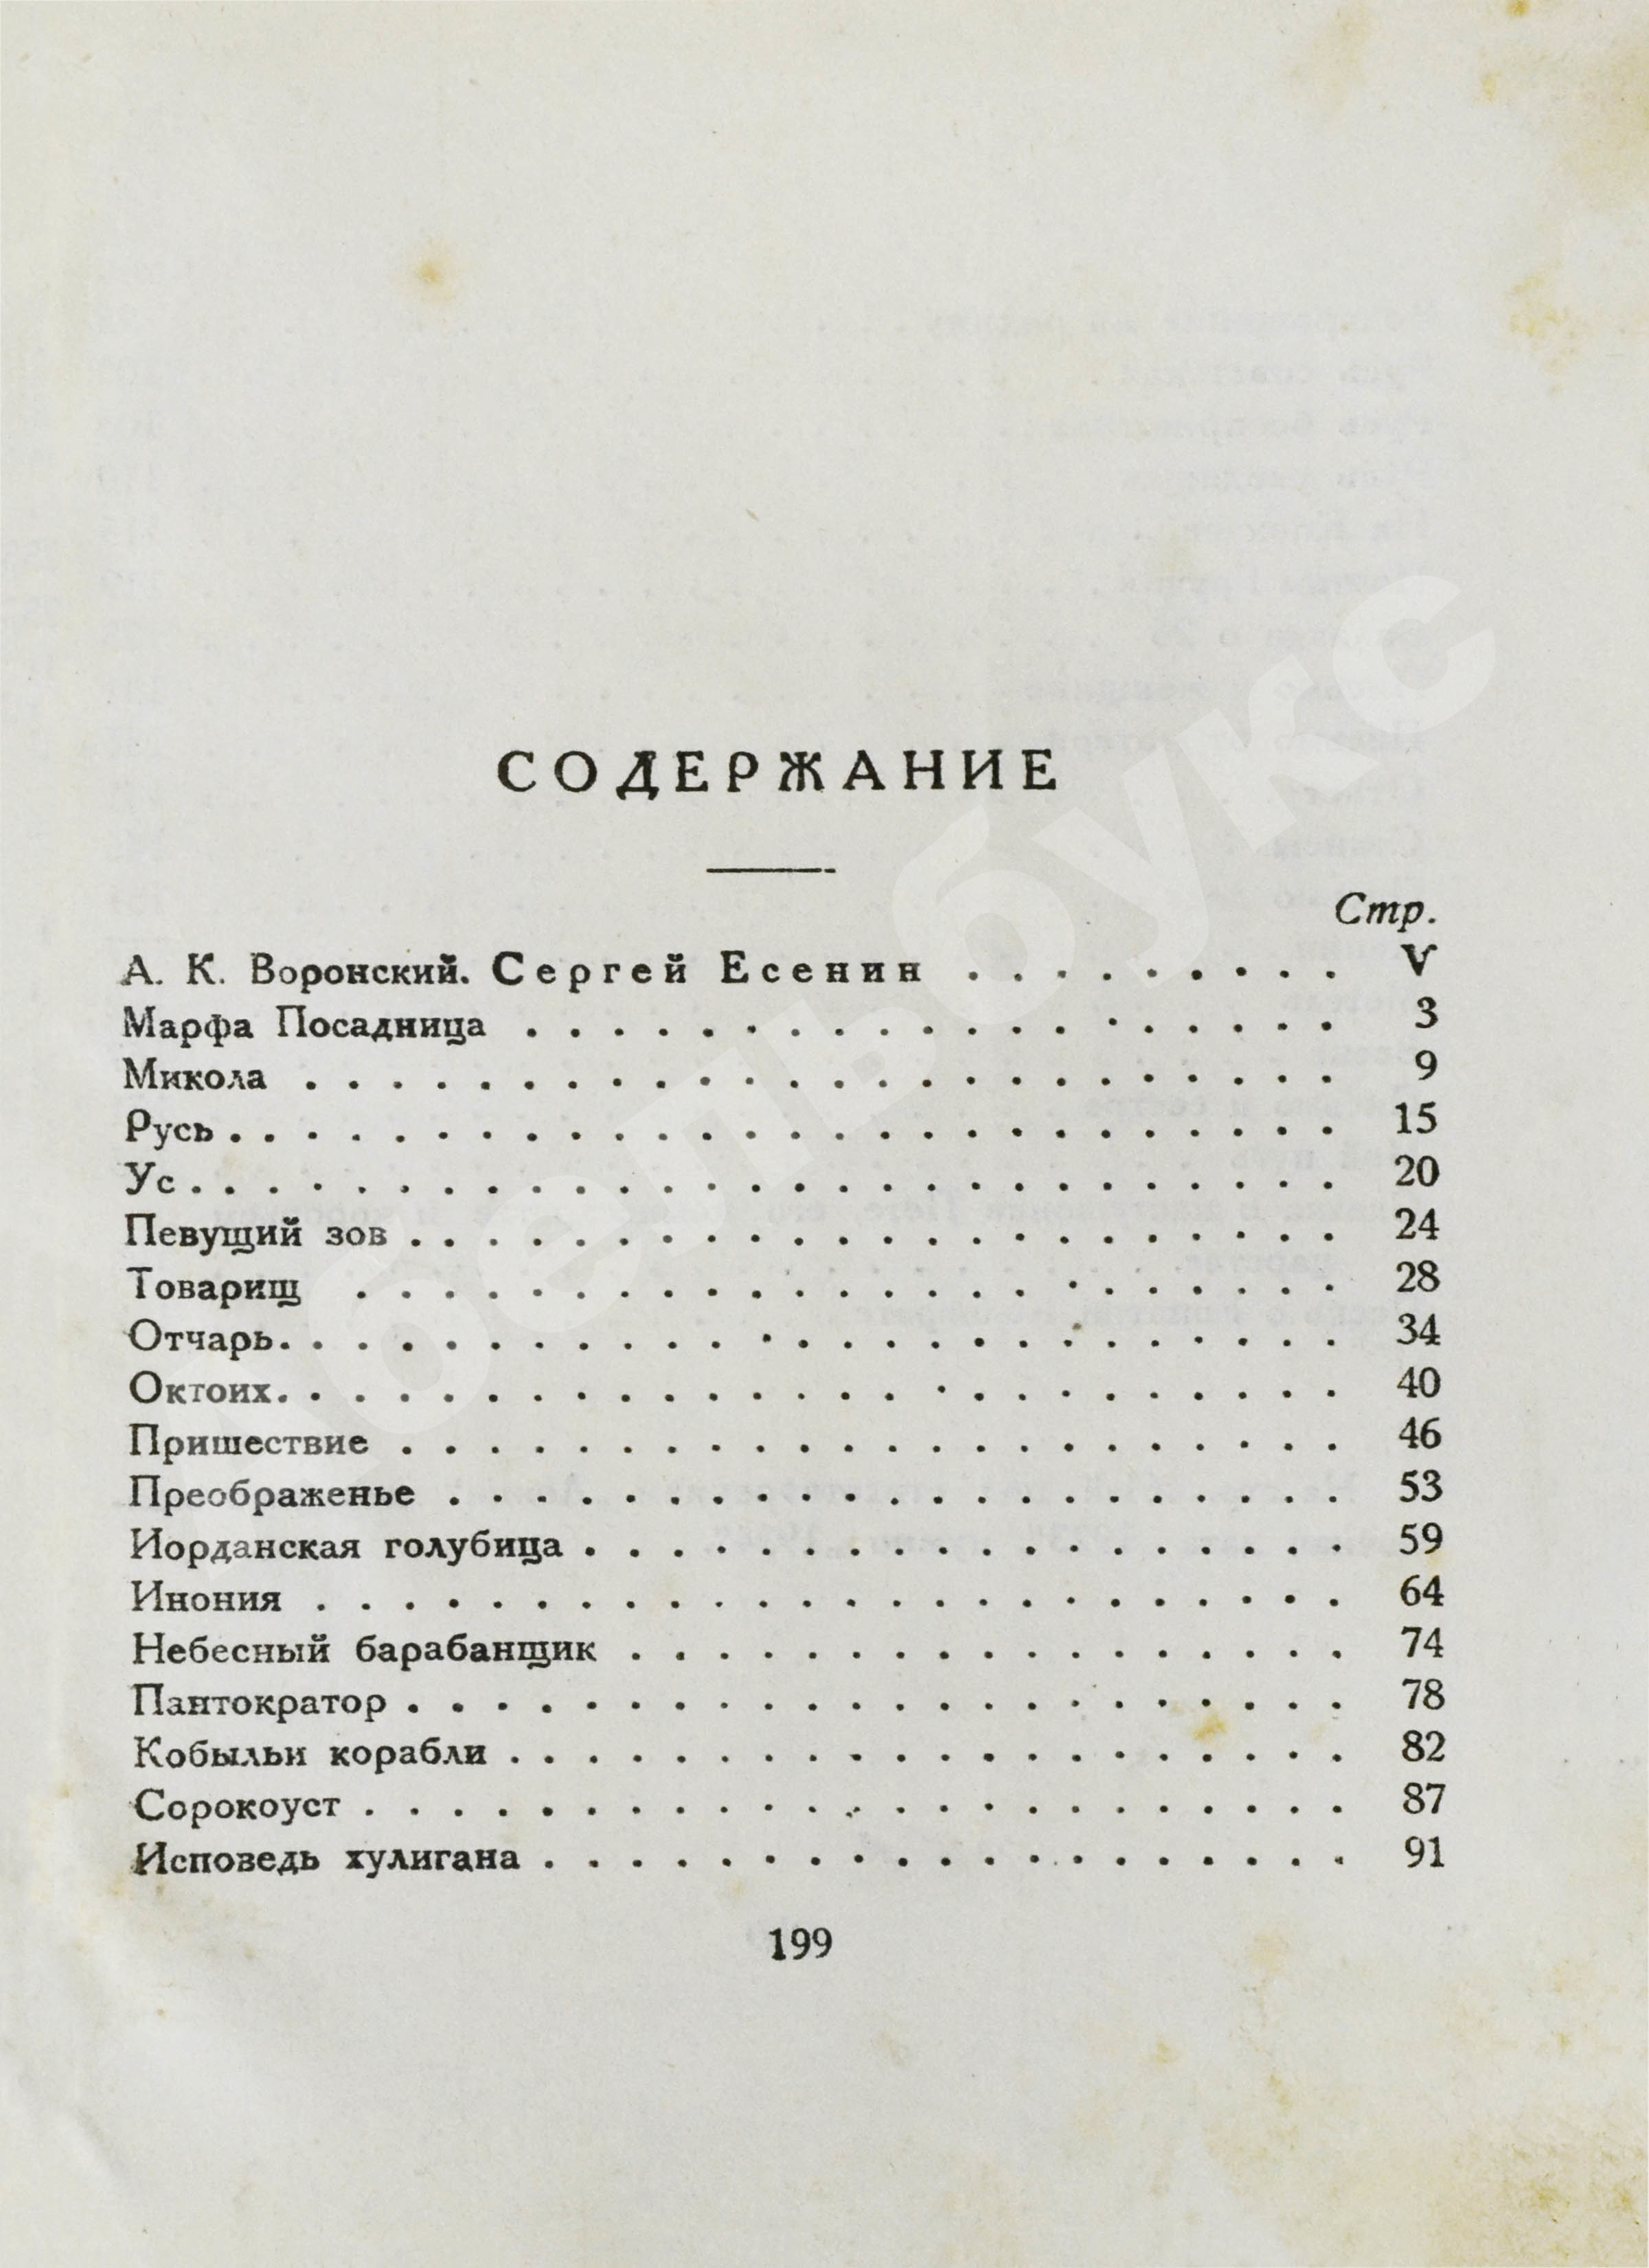 СОДЕРЖАНИЕ
Стр.
А. К. Воронский. Сергей Есенин . . . . . . . . . V
Марфа Посадница . . . . . . . . . . . . . . . . . . . 3
Микола . . . . . . . . . . . . . . . . . . . . . . . . 9
Русь . . . . . . . . . . . . . . . . . . . . . . . . . . 15
Ус . . . . . . . . . . . . . . . . . . . . . . . . . . . 20
Певущий зов . . . . . . . . . . . . . . . . . . . . . . 24
Товарищ . . . . . . . . . . . . . . . . . . . . . . . 28
Отчарь . . . . . . . . . . . . . . . . . . . . . . . . . 34
Октоих . . . . . . . . . . . . . . . . . . . . . . . . . 40
Пришествие . . . . . . . . . . . . . . . . . . . . . . 46
Преображенье . . . . . . . . . . . . . . . . . . . . . 53
Иорданская голубица . . . . . . . . . . . . . . . . . . 59
Инония . . . . . . . . . . . . . . . . . . . . . . . . 64
Небесный барабанщик . . . . . . . . . . . . . . . . . 74
Пантократор . . . . . . . . . . . . . . . . . . . . . . 78
Кобыльи корабли . . . . . . . . . . . . . . . . . . . . 82
Сорокоуст . . . . . . . . . . . . . . . . . . . . . . . 87
Исповедь хулигана . . . . . . . . . . . . . . . . . . . 91
199